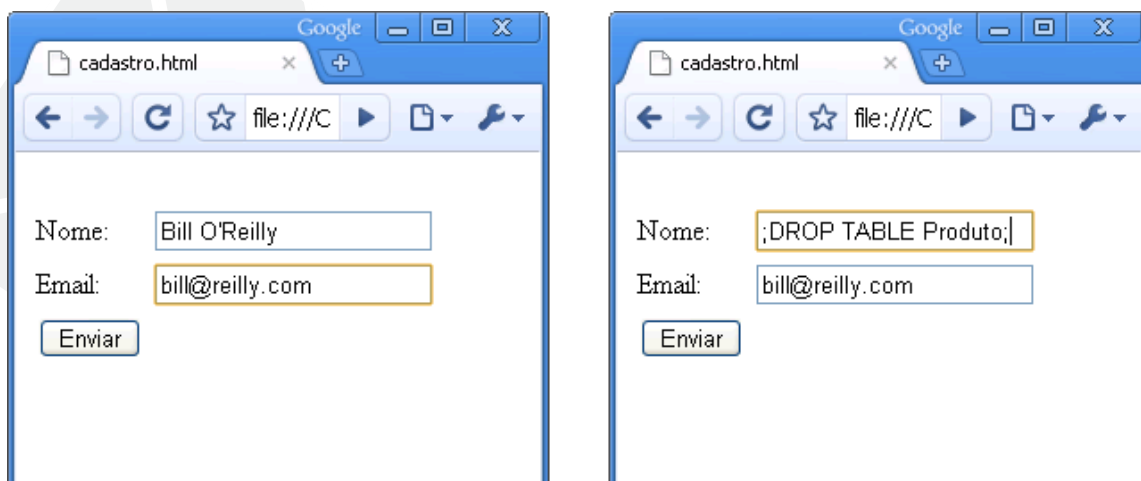 Google
cadastro.html
file:///C
Nome: Bill O'Reilly
Email: bill@reilly.com
Enviar
Google
cadastro.html
file:///C
Nome: ;DROP TABLE Produto;
Email: bill@reilly.com
Enviar